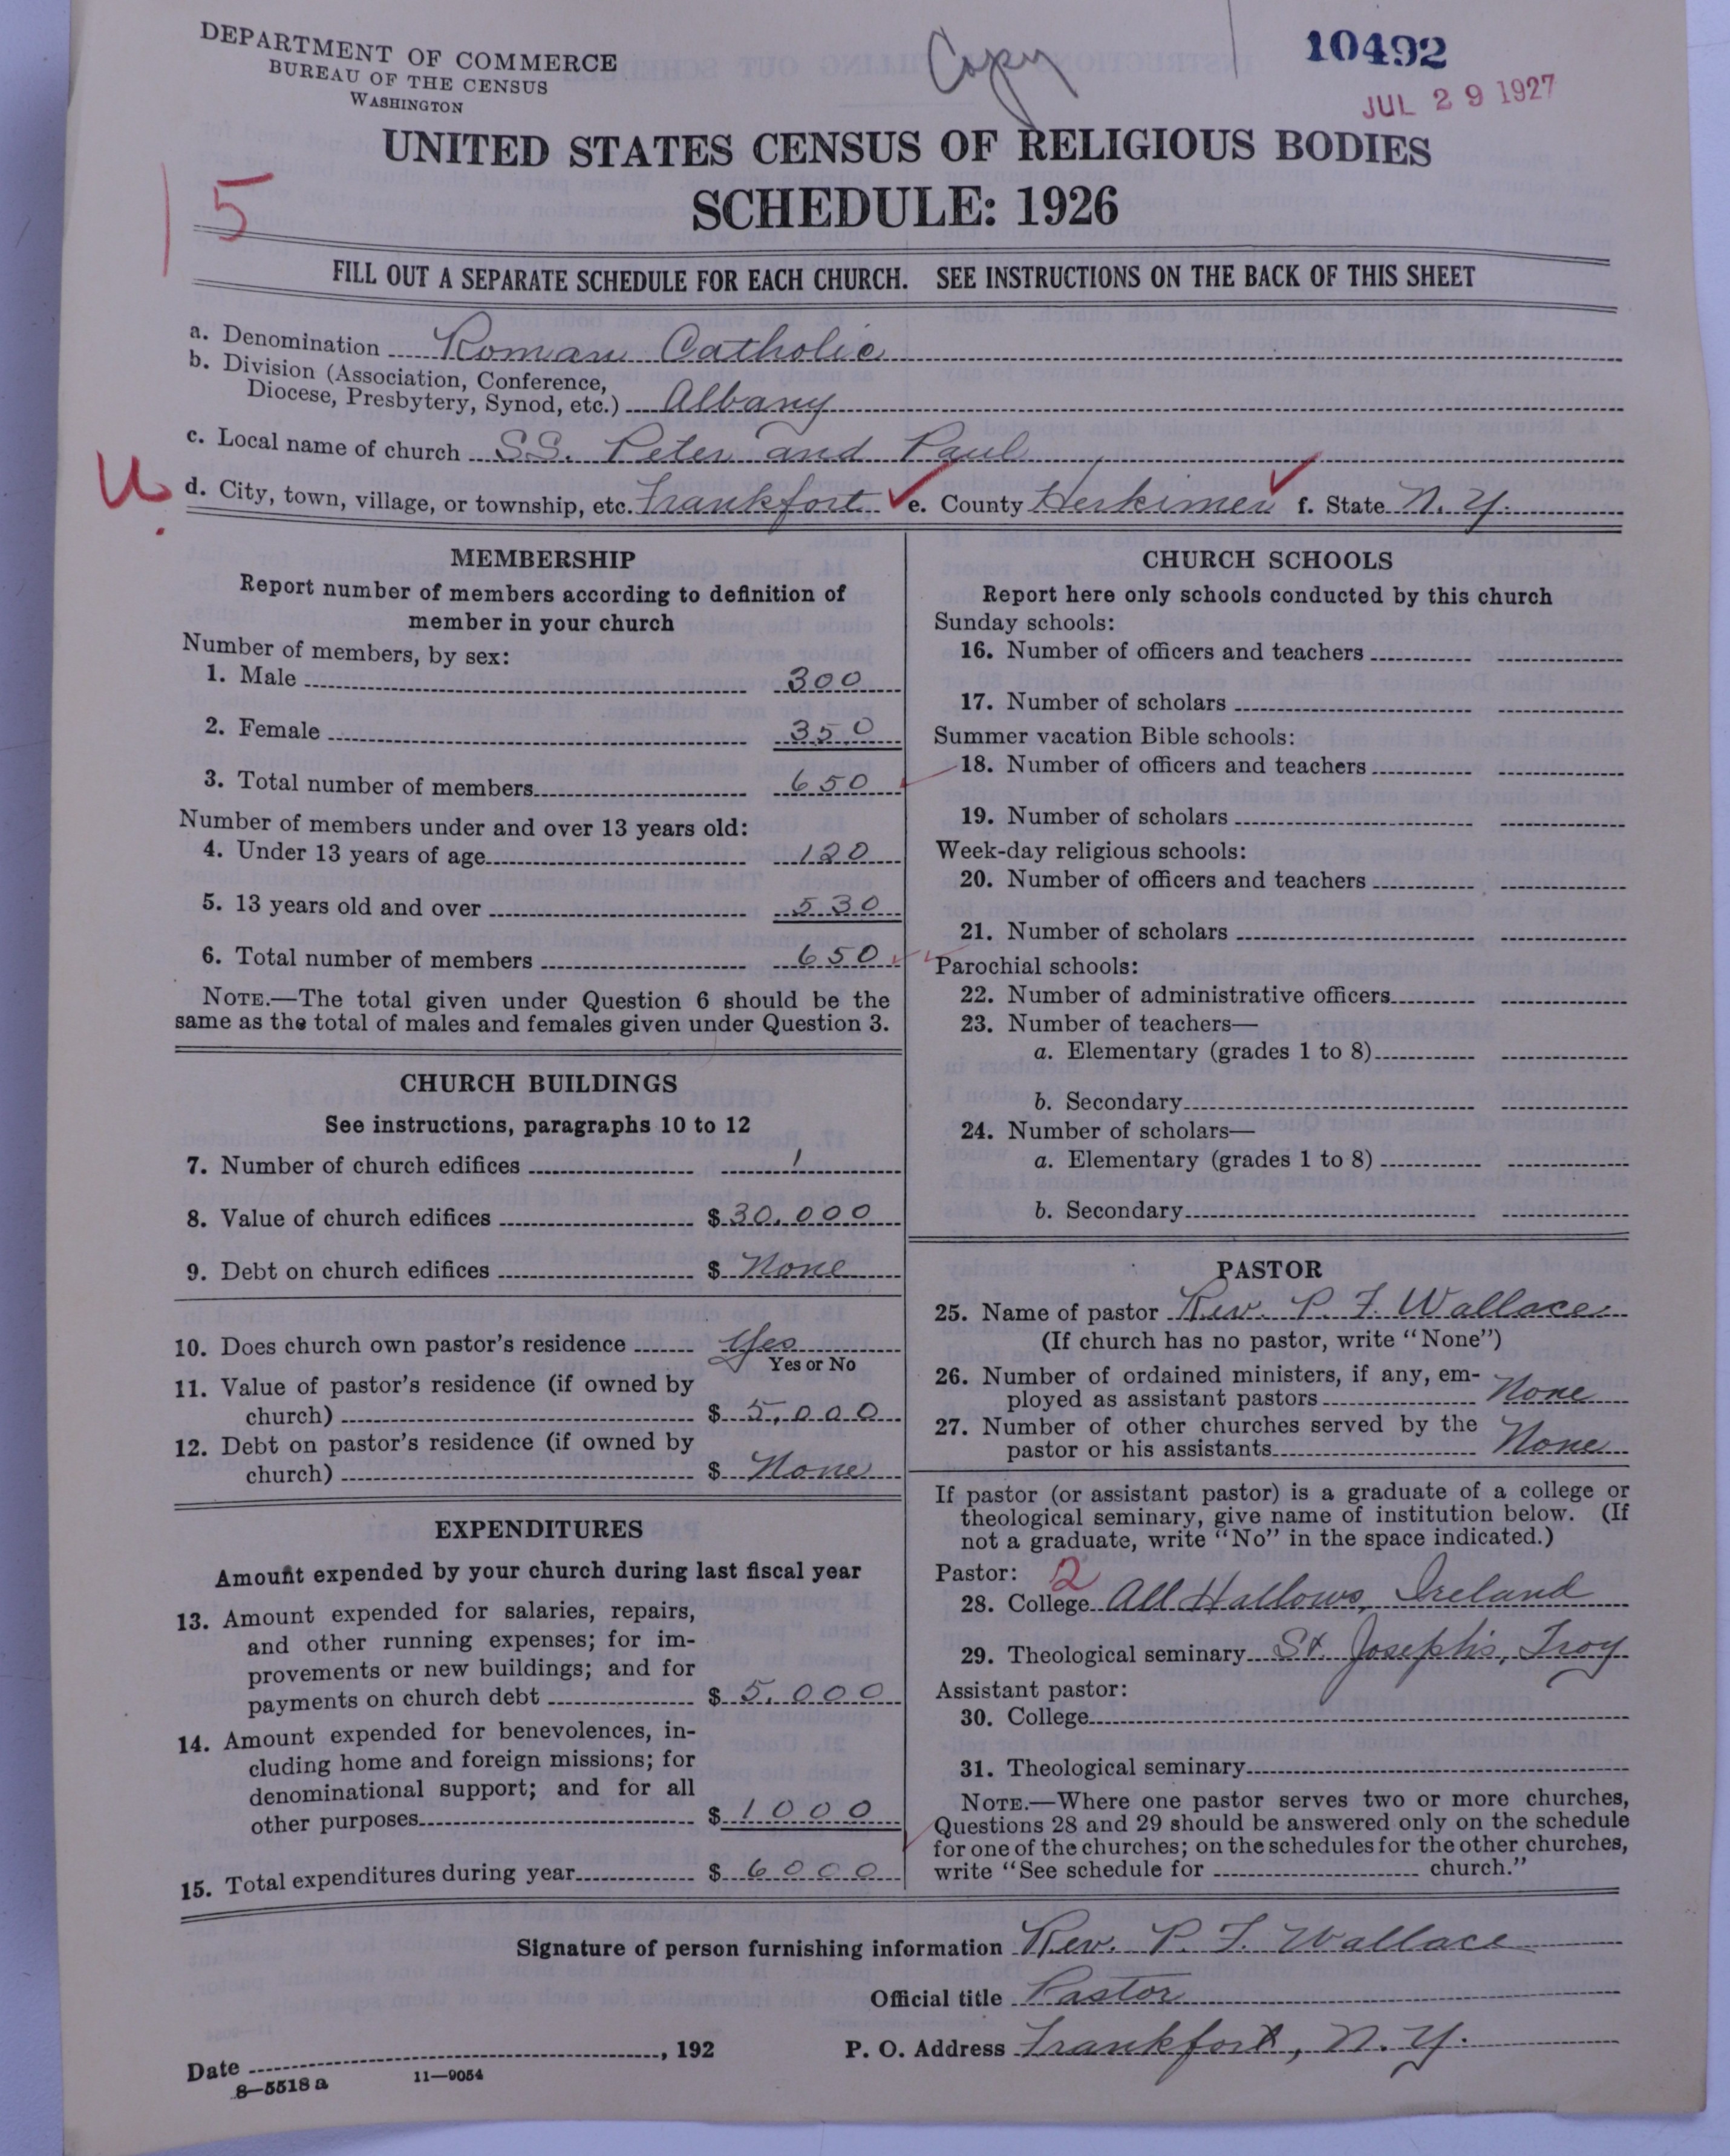 DEPARTMENT OF COMMERCE
BUREAU OF THE CENSUS
WASHINGTON
Copy
10492
JUL 29 1927
UNITED STATES CENSUS OF RELIGIOUS BODIES
SCHEDULE: 1926
15
FILL OUT A SEPARATE SCHEDULE FOR EACH CHURCH. SEE INSTRUCTIONS ON THE BACK OF THIS SHEET
a. Denomination Roman Catholic
b. Division (Association, Conference,
Diocese, Presbytery, Synod, etc.) Albany
c. Local name of church SS. Peter and Paul
U.
d. City, town, village, or township, etc. Frankfort e. County Herkimer f. State N. Y.
MEMBERSHIP
Report number of members according to definition of
member in your church
Number of members, by sex:
1. Male 300
2. Female 350
3. Total number of members 650
Number of members under and over 13 years old:
4. Under 13 years of age 120
5. 13 years old and over 530
6. Total number of members 650
NOTE.—The total given under Question 6 should be the
same as the total of males and females given under Question 3.
CHURCH BUILDINGS
See instructions, paragraphs 10 to 12
7. Number of church edifices 1
8. Value of church edifices $30,000
9. Debt on church edifices $ None
10. Does church own pastor's residence Yes
Yes or No
11. Value of pastor's residence (if owned by
church) $ 5,000
12. Debt on pastor's residence (if owned by
church) $ None
EXPENDITURES
Amount expended by your church during last fiscal year
13. Amount expended for salaries, repairs,
and other running expenses; for im-
provements or new buildings; and for
payments on church debt $ 5,000
14. Amount expended for benevolences, in-
cluding home and foreign missions; for
denominational support; and for all
other purposes $ 1000
15. Total expenditures during year $ 6000
CHURCH SCHOOLS
Report here only schools conducted by this church
Sunday schools:
16. Number of officers and teachers
17. Number of scholars
Summer vacation Bible schools:
18. Number of officers and teachers
19. Number of scholars
Week-day religious schools:
20. Number of officers and teachers
21. Number of scholars
Parochial schools:
22. Number of administrative officers
23. Number of teachers—
a. Elementary (grades 1 to 8)
b. Secondary
24. Number of scholars—
a. Elementary (grades 1 to 8)
b. Secondary
PASTOR
25. Name of pastor Rev. P. F. Wallace
(If church has no pastor, write "None")
26. Number of ordained ministers, if any, em-
ployed as assistant pastors None
27. Number of other churches served by the
pastor or his assistants None
If pastor (or assistant pastor) is a graduate of a college or
theological seminary, give name of institution below. (If
not a graduate, write "No" in the space indicated.)
Pastor: 2
28. College All Hallows, Ireland
29. Theological seminary St. Joseph's, Troy
Assistant pastor:
30. College
31. Theological seminary
NOTE.—Where one pastor serves two or more churches,
Questions 28 and 29 should be answered only on the schedule
for one of the churches; on the schedules for the other churches,
write "See schedule for church."
Signature of person furnishing information Rev. P. F. Wallace
Official title Pastor
Date , 192 P. O. Address Frankfort, N. Y.
8—5518 a 11—9054